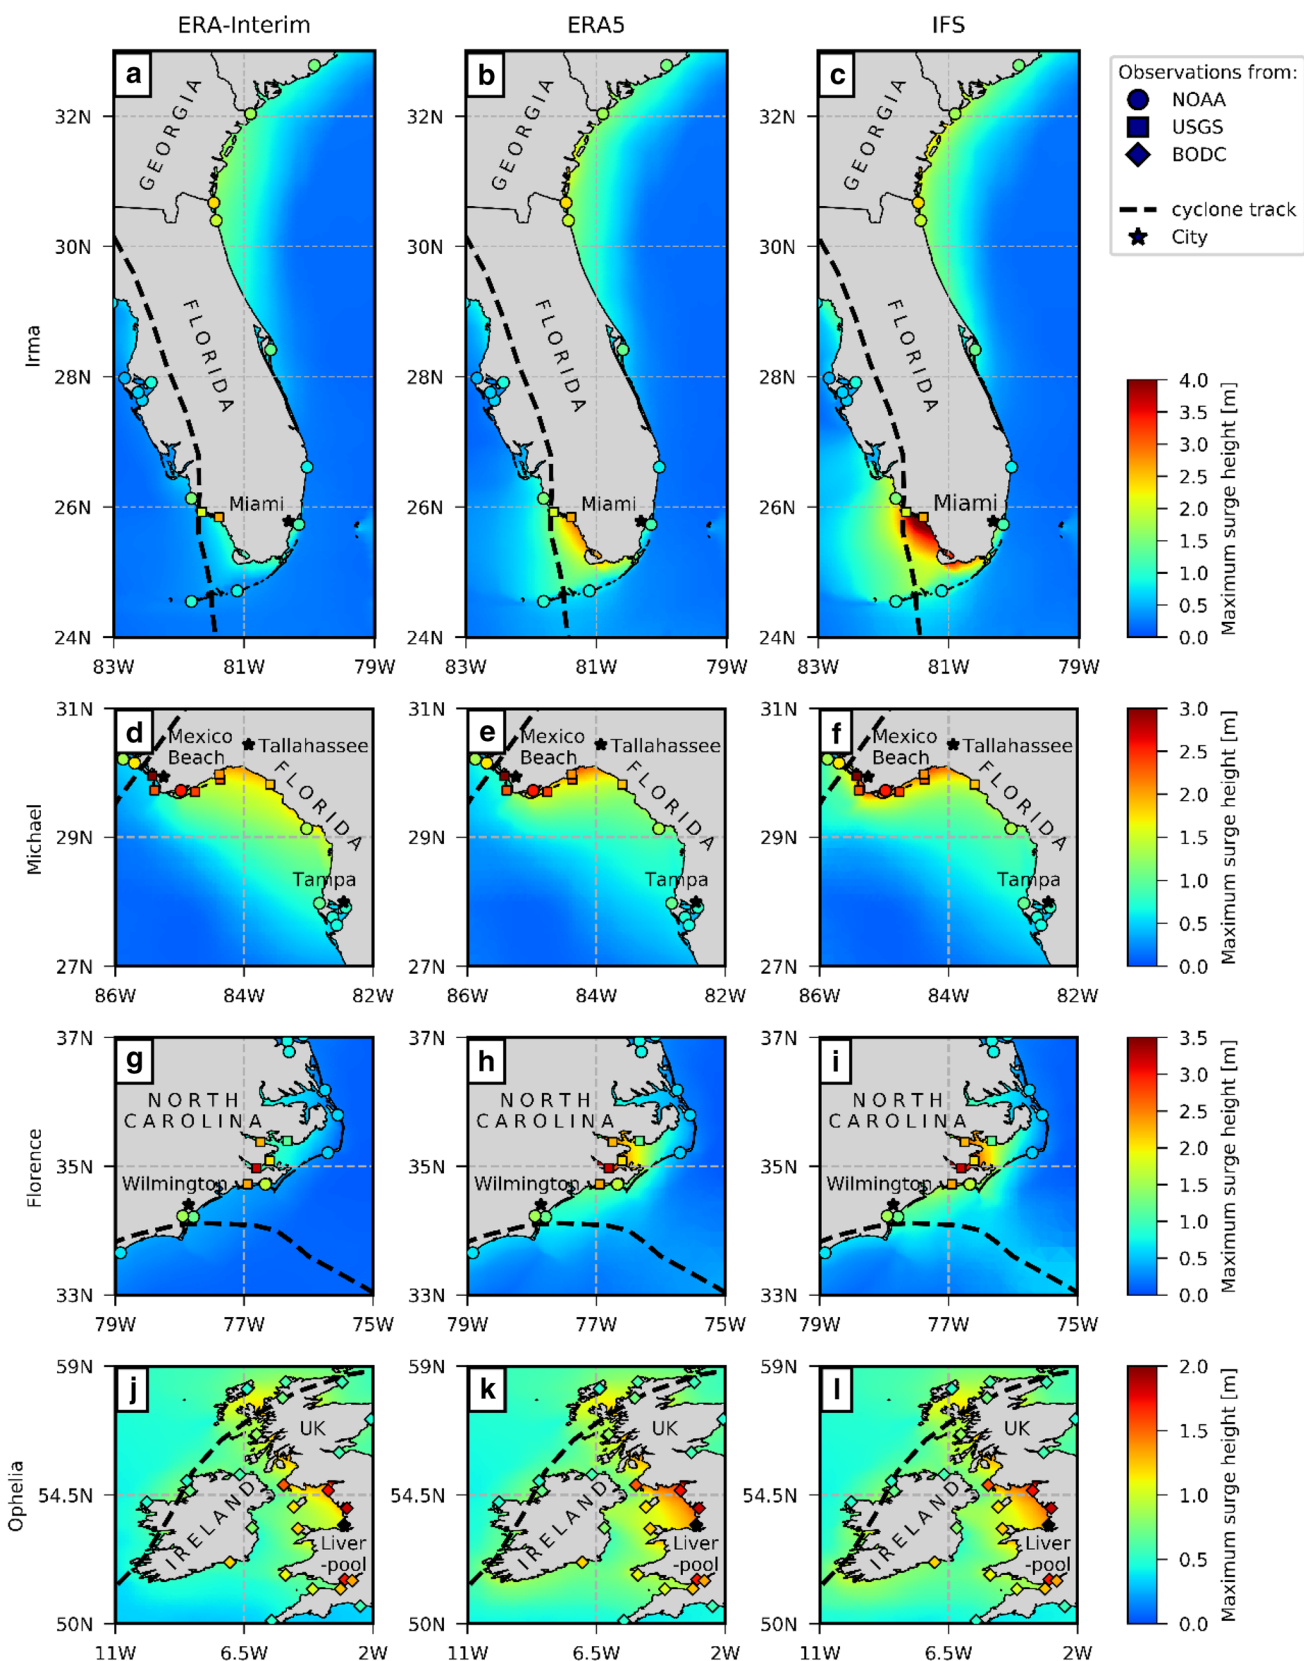 ERA-Interim
ERA5
IFS
a
b
c
Observations from:
NOAA
USGS
BODC
cyclone track
City
Irma
GEORGIA
FLORIDA
Miami
GEORGIA
FLORIDA
Miami
GEORGIA
FLORIDA
Miami
32N
30N
28N
26N
24N
32N
30N
28N
26N
24N
32N
30N
28N
26N
24N
83W
81W
79W
83W
81W
79W
83W
81W
79W
4.0
3.5
3.0
2.5
2.0
1.5
1.0
0.5
0.0
Maximum surge height [m]
Michael
d
e
f
Mexico
Beach
Tallahassee
FLORIDA
Tampa
Mexico
Beach
Tallahassee
FLORIDA
Tampa
Mexico
Beach
Tallahassee
FLORIDA
Tampa
31N
29N
27N
31N
29N
27N
31N
29N
27N
86W
84W
82W
86W
84W
82W
86W
84W
82W
3.0
2.5
2.0
1.5
1.0
0.5
0.0
Maximum surge height [m]
Florence
g
h
i
NORTH
CAROLINA
Wilmington
NORTH
CAROLINA
Wilmington
NORTH
CAROLINA
Wilmington
37N
35N
33N
37N
35N
33N
37N
35N
33N
79W
77W
75W
79W
77W
75W
79W
77W
75W
3.5
3.0
2.5
2.0
1.5
1.0
0.5
0.0
Maximum surge height [m]
Ophelia
j
k
l
UK
IRELAND
Liver
-pool
UK
IRELAND
Liver
-pool
UK
IRELAND
Liver
-pool
59N
54.5N
50N
59N
54.5N
50N
59N
54.5N
50N
11W
6.5W
2W
11W
6.5W
2W
11W
6.5W
2W
2.0
1.5
1.0
0.5
0.0
Maximum surge height [m]